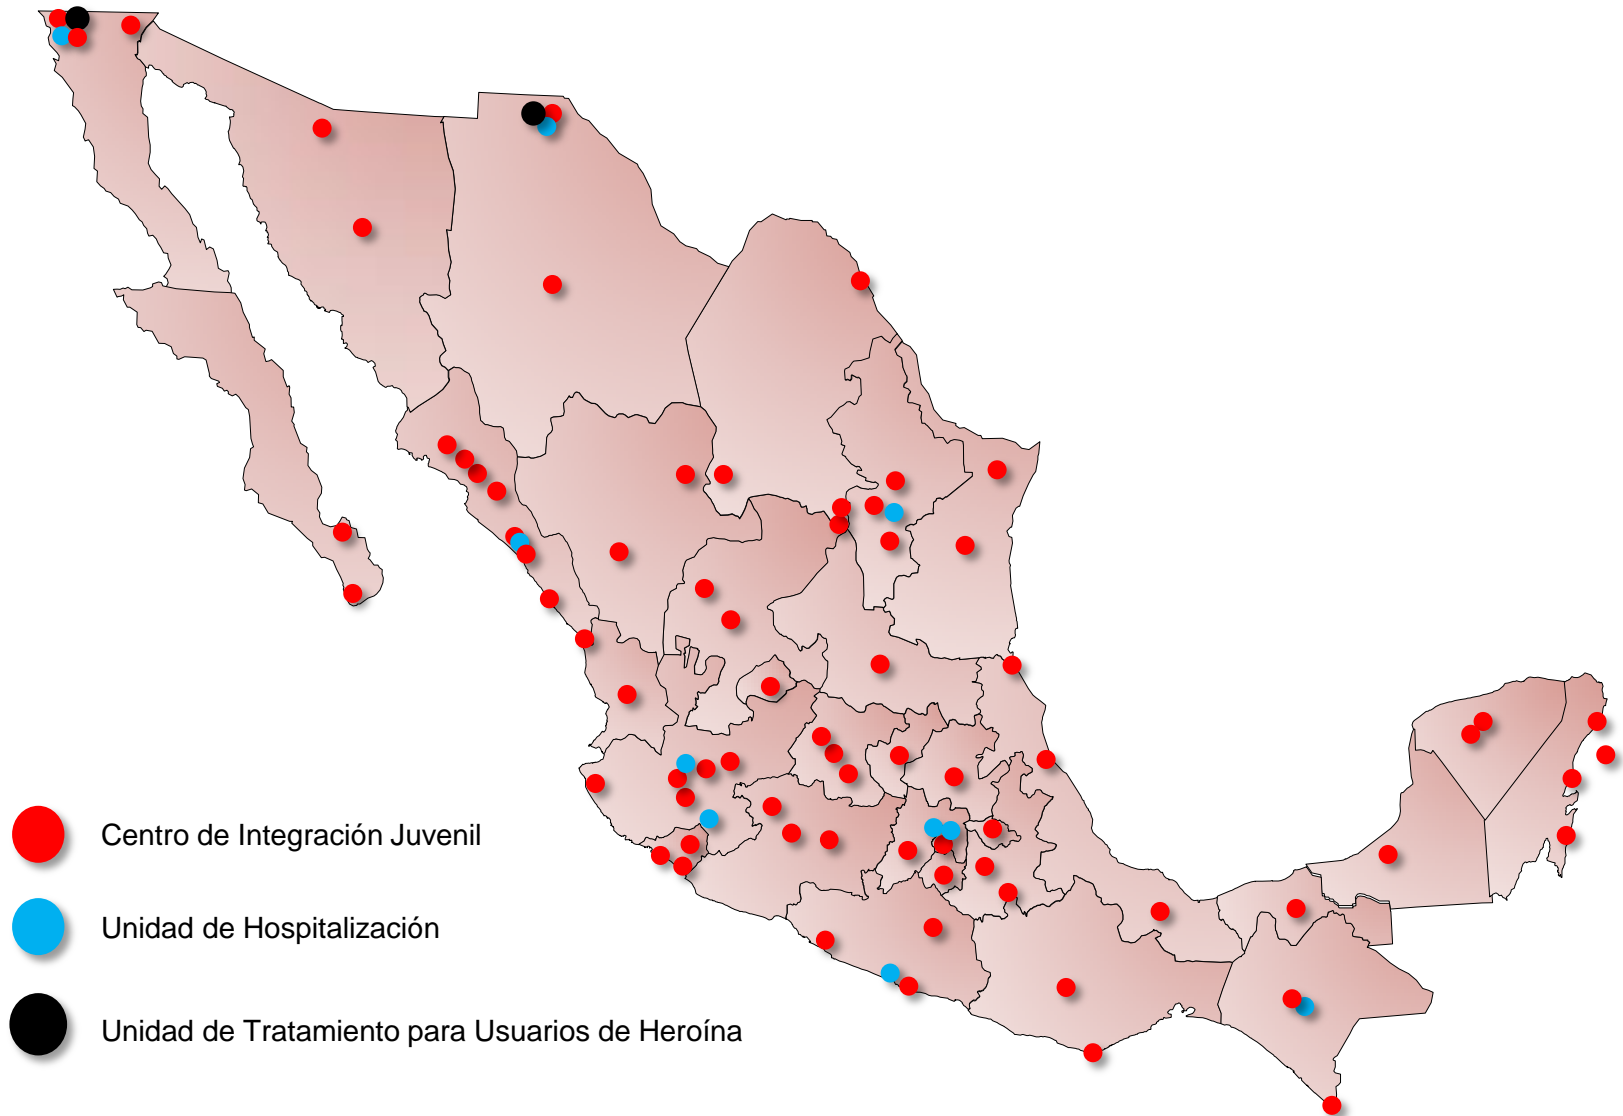 Centro de Integración Juvenil
Unidad de Hospitalización
Unidad de Tratamiento para Usuarios de Heroína